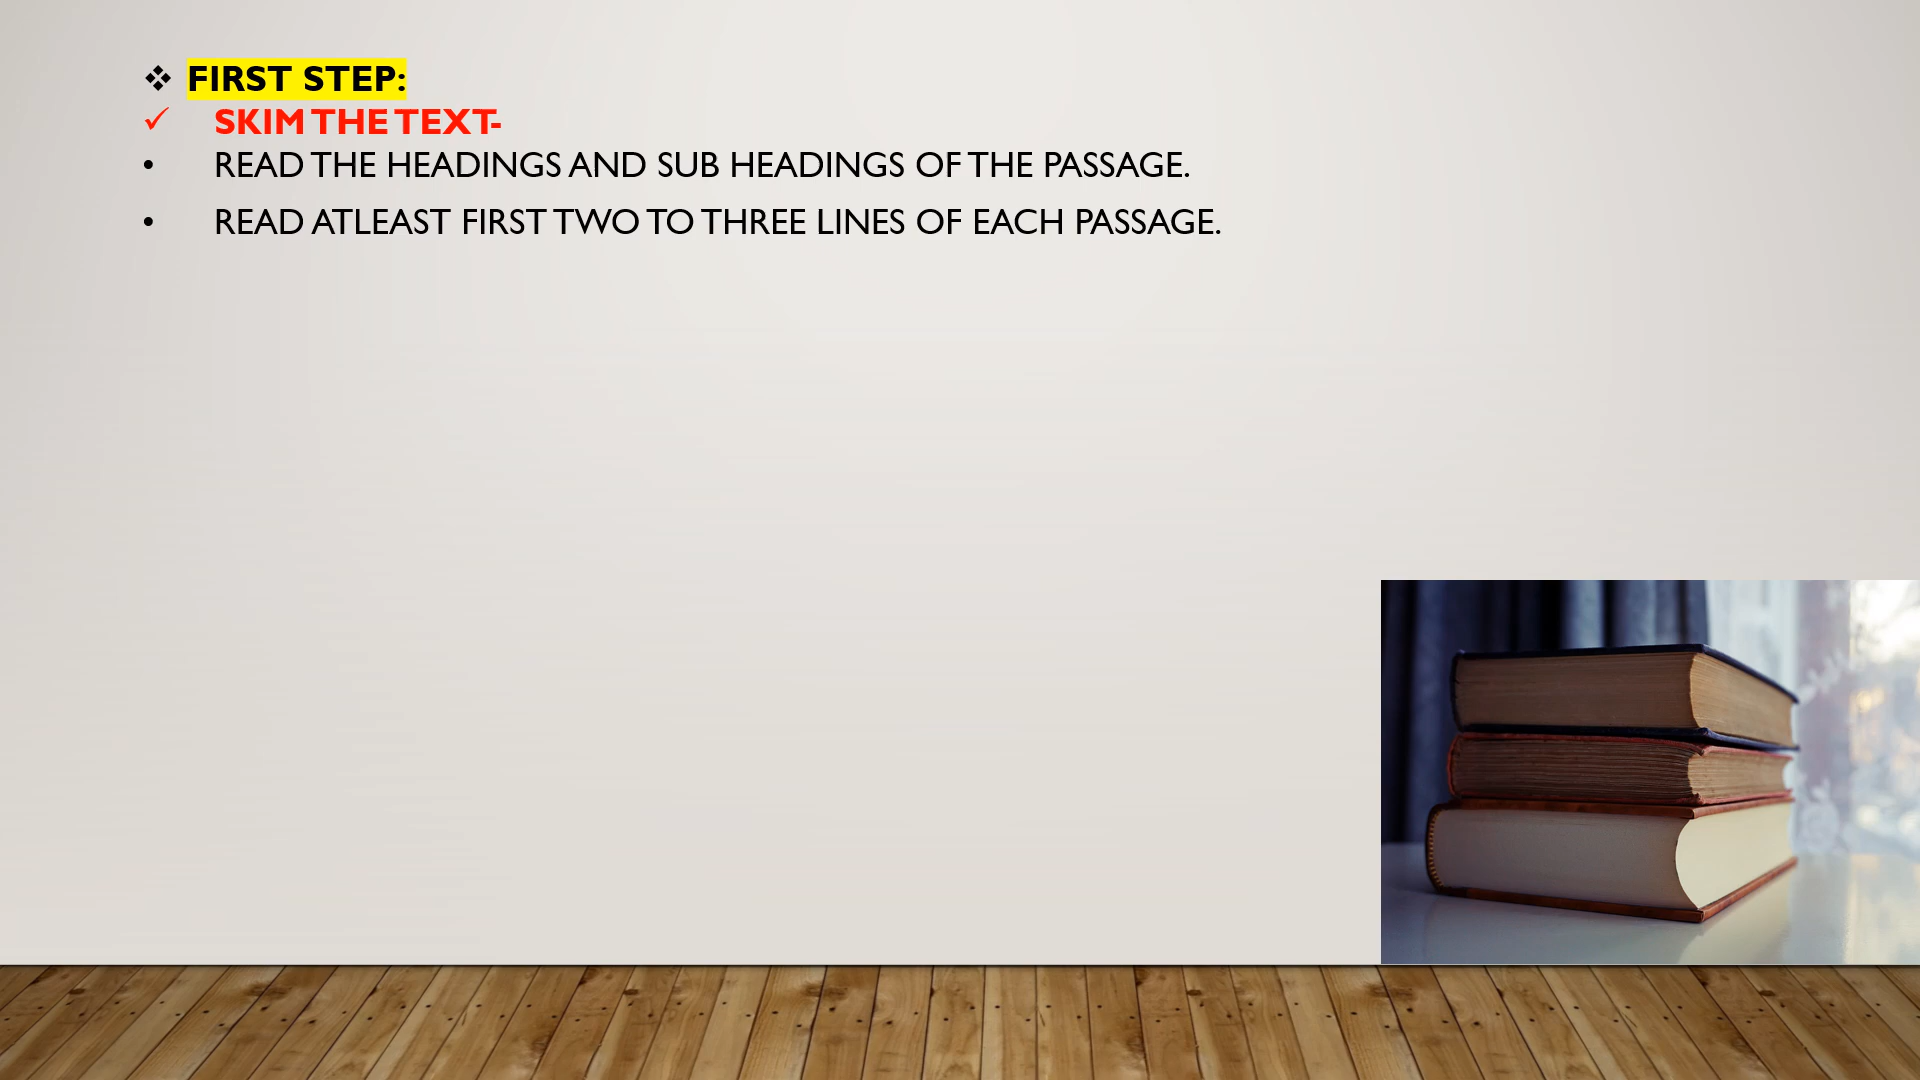 ❖ FIRST STEP:
✓ SKIM THE TEXT-
• READ THE HEADINGS AND SUB HEADINGS OF THE PASSAGE.
• READ ATLEAST FIRST TWO TO THREE LINES OF EACH PASSAGE.